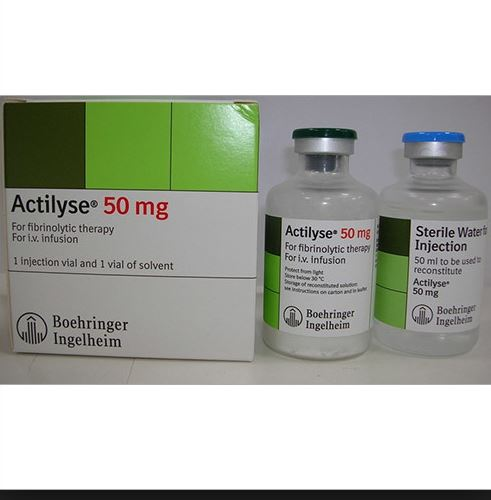 Actilyse® 50 mg
For fibrinolytic therapy
For i.v. infusion
1 injection vial and 1 vial of solvent
Boehringer
Ingelheim
Actilyse® 50 mg
For fibrinolytic therapy
For i.v. infusion
Protect from light
Store below 30 °C
Storage of reconstituted solution:
see instructions on carton and in leaflet
Boehringer
Ingelheim
Sterile Water fo
Injection
50 ml to be used to
reconstitute
Actilyse®
50 mg
Boehringer
Ingelheim